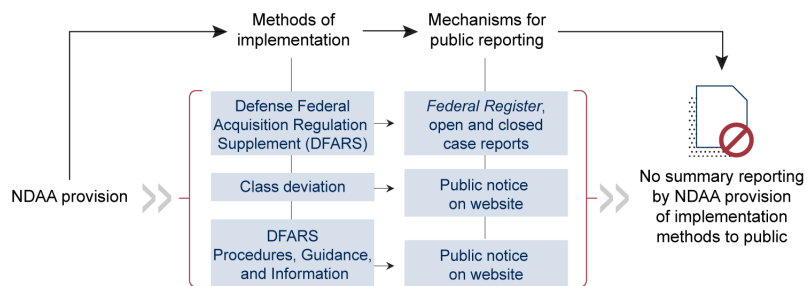 Methods of
implementation
Mechanisms for
public reporting
NDAA provision
Defense Federal
Acquisition Regulation
Supplement (DFARS)
Federal Register,
open and closed
case reports
Class deviation
Public notice
on website
DFARS
Procedures, Guidance,
and Information
Public notice
on website
No summary reporting
by NDAA provision
of implementation
methods to public